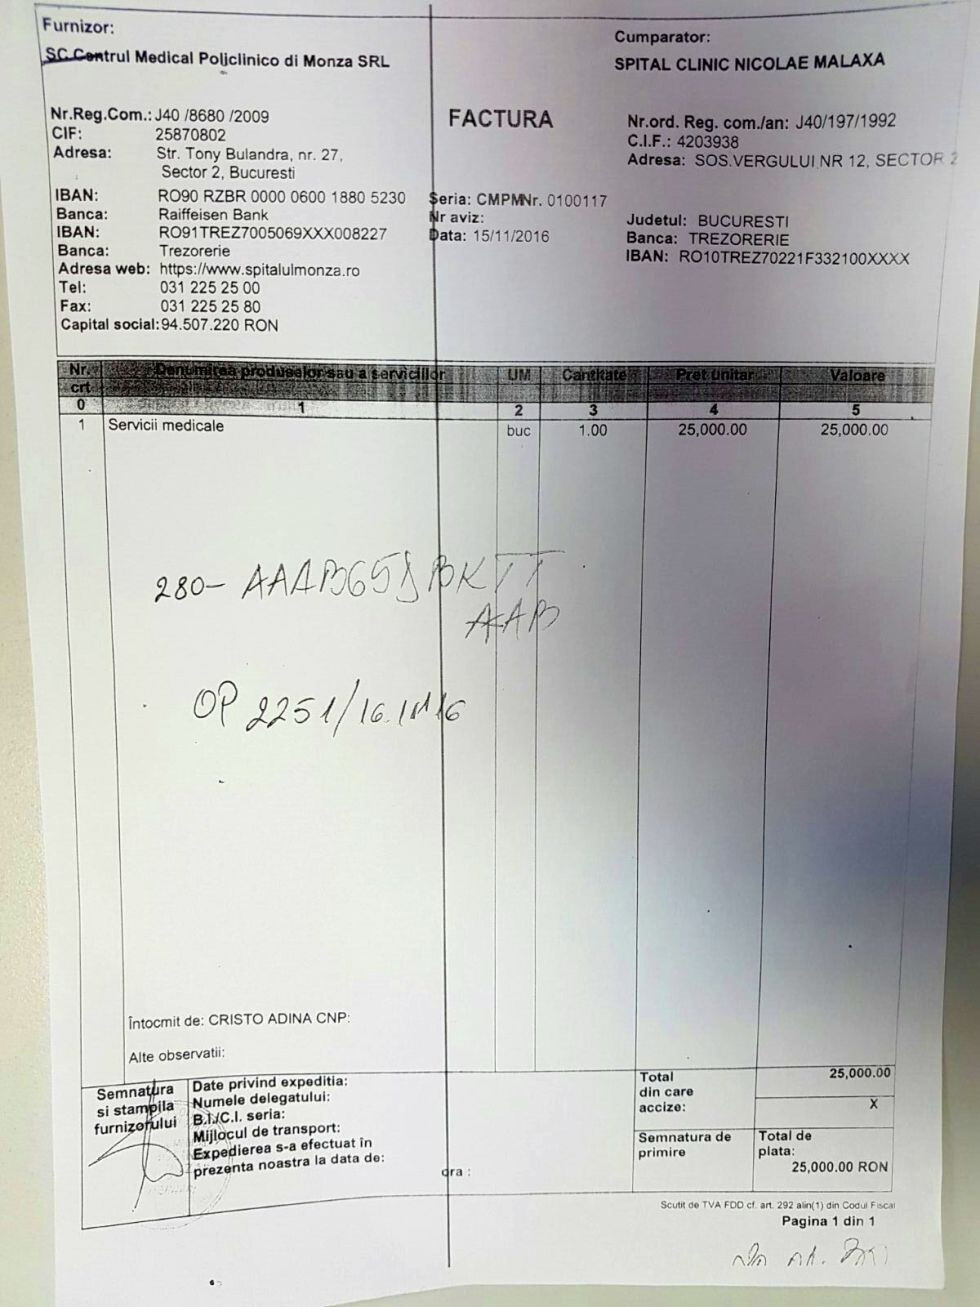 Furnizor:
SC Centrul Medical Policlinico di Monza SRL
Nr.Reg.Com.: J40 /8680 /2009
CIF: 25870802
Adresa: Str. Tony Bulandra, nr. 27,
Sector 2, Bucuresti
IBAN: RO90 RZBR 0000 0600 1880 5230
Banca: Raiffeisen Bank
IBAN: RO91TREZ7005069XXX008227
Banca: Trezorerie
Adresa web: https://www.spitalulmonza.ro
Tel: 031 225 25 00
Fax: 031 225 25 80
Capital social: 94.507.220 RON
FACTURA
Seria: CMPM Nr. 0100117
Nr aviz:
Data: 15/11/2016
Cumparator:
SPITAL CLINIC NICOLAE MALAXA
Nr.ord. Reg. com./an: J40/197/1992
C.I.F.: 4203938
Adresa: SOS.VERGULUI NR 12, SECTOR 2
Judetul: BUCURESTI
Banca: TREZORERIE
IBAN: RO10TREZ70221F332100XXXX
Nr. crt Denumirea produselor sau a serviciilor UM Cantitate Pret unitar Valoare
0 1 2 3 4 5
1 Servicii medicale buc 1.00 25,000.00 25,000.00
280- AAAB65JBKTT
AAB
OP 2251/16.11.16
Întocmit de: CRISTO ADINA CNP:
Alte observatii:
Semnatura
si stampila
furnizorului
Date privind expeditia:
Numele delegatului:
B.I./C.I. seria:
Mijlocul de transport:
Expedierea s-a efectuat în
prezenta noastra la data de: ora :
Total 25,000.00
din care
accize: X
Semnatura de
primire
Total de
plata:
25,000.00 RON
Scutit de TVA FDD cf. art. 292 alin(1) din Codul Fiscal
Pagina 1 din 1